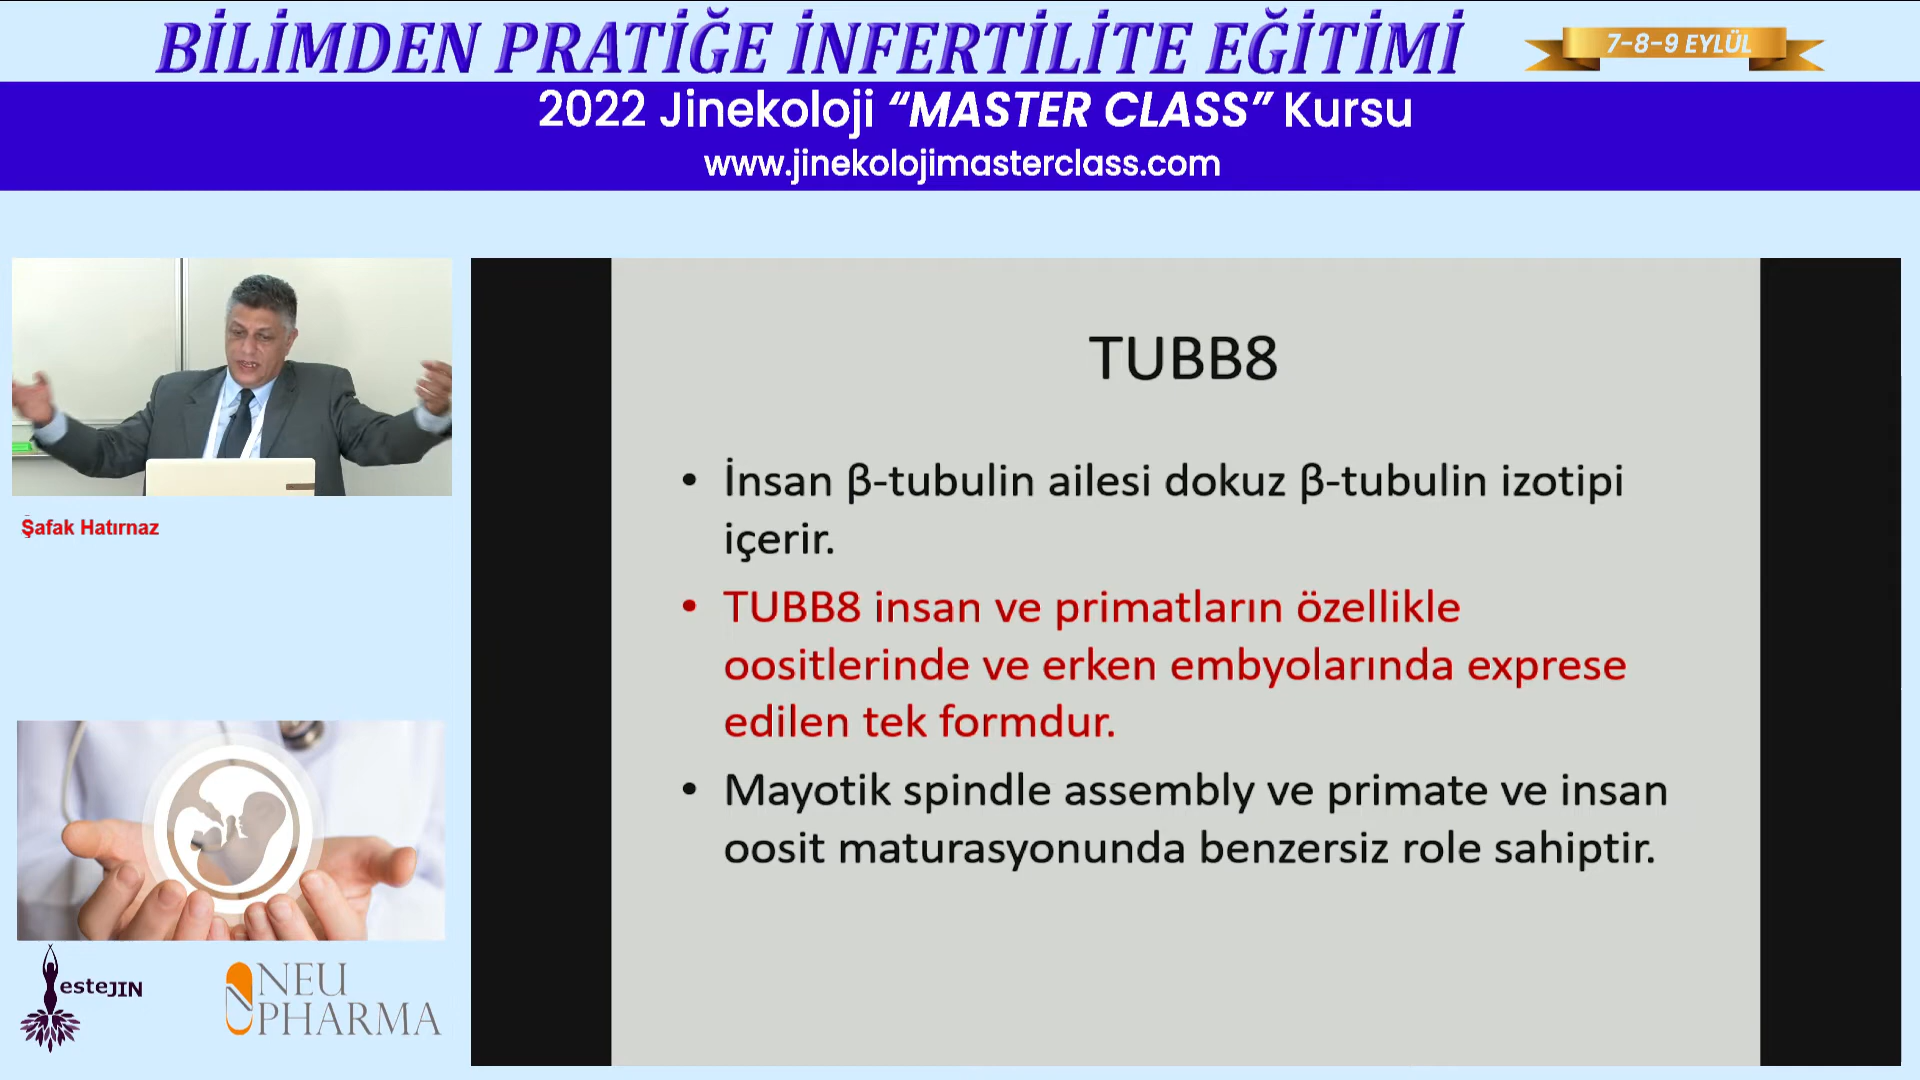 BİLİMDEN PRATİĞE İNFERTİLİTE EĞİTİMİ
7-8-9 EYLÜL
2022 Jinekoloji “MASTER CLASS” Kursu
www.jinekolojimasterclass.com
Şafak Hatırnaz
TUBB8
• İnsan β-tubulin ailesi dokuz β-tubulin izotipi
içerir.
• TUBB8 insan ve primatların özellikle
oositlerinde ve erken embyolarında exprese
edilen tek formdur.
• Mayotik spindle assembly ve primate ve insan
oosit maturasyonunda benzersiz role sahiptir.
esteJIN
NEU
PHARMA